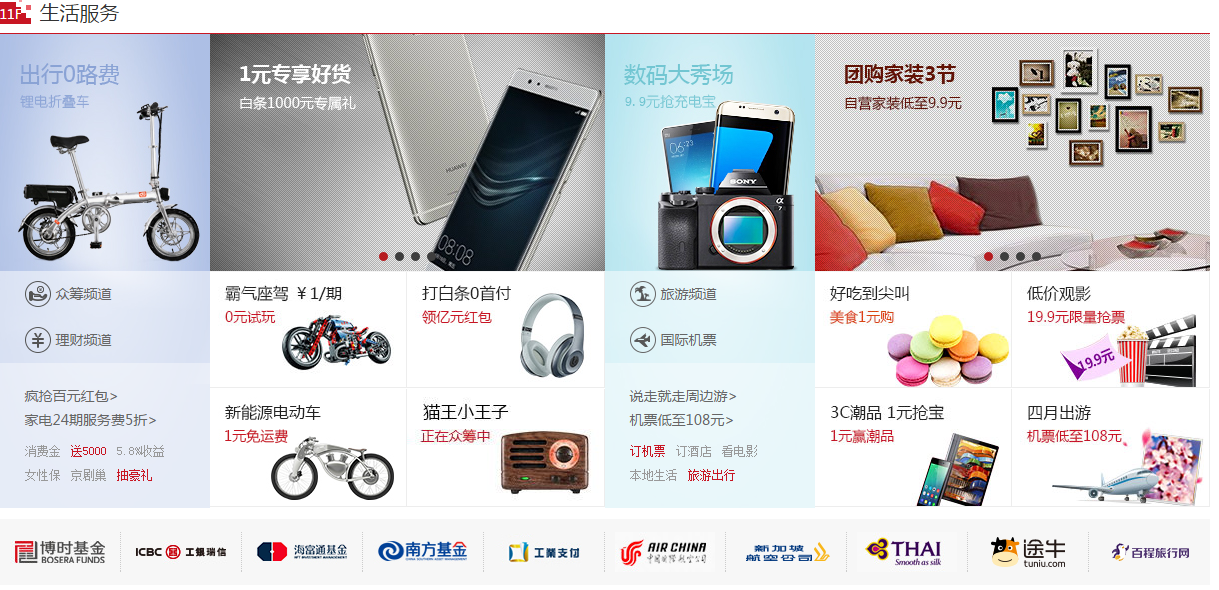 11F 生活服务
出行0路费
锂电折叠车
1元专享好货
白条1000元专属礼
HUAWEI
08:08
数码大秀场
9.9元抢充电宝
06:23
SONY
α
7
团购家装3节
自营家装低至9.9元
众筹频道
理财频道
疯抢百元红包>
家电24期服务费5折>
消费金 送5000 5.8%收益
女性保 京剧巢 抽豪礼
霸气座驾 ￥1/期
0元试玩
打白条0首付
领亿元红包
新能源电动车
1元免运费
猫王小王子
正在众筹中
旅游频道
国际机票
说走就走周边游>
机票低至108元>
订机票 订酒店 看电影
本地生活 旅游出行
好吃到尖叫
美食1元购
低价观影
19.9元限量抢票
19.9元
3C潮品 1元抢宝
1元赢潮品
四月出游
机票低至108元
博时基金
BOSERA FUNDS
ICBC 工银瑞信
海富通基金
南方基金
工业支付
AIR CHINA
中国国际航空公司
新加坡
航空公司
THAI
Smooth as silk
途牛
tuniu.com
百程旅行网